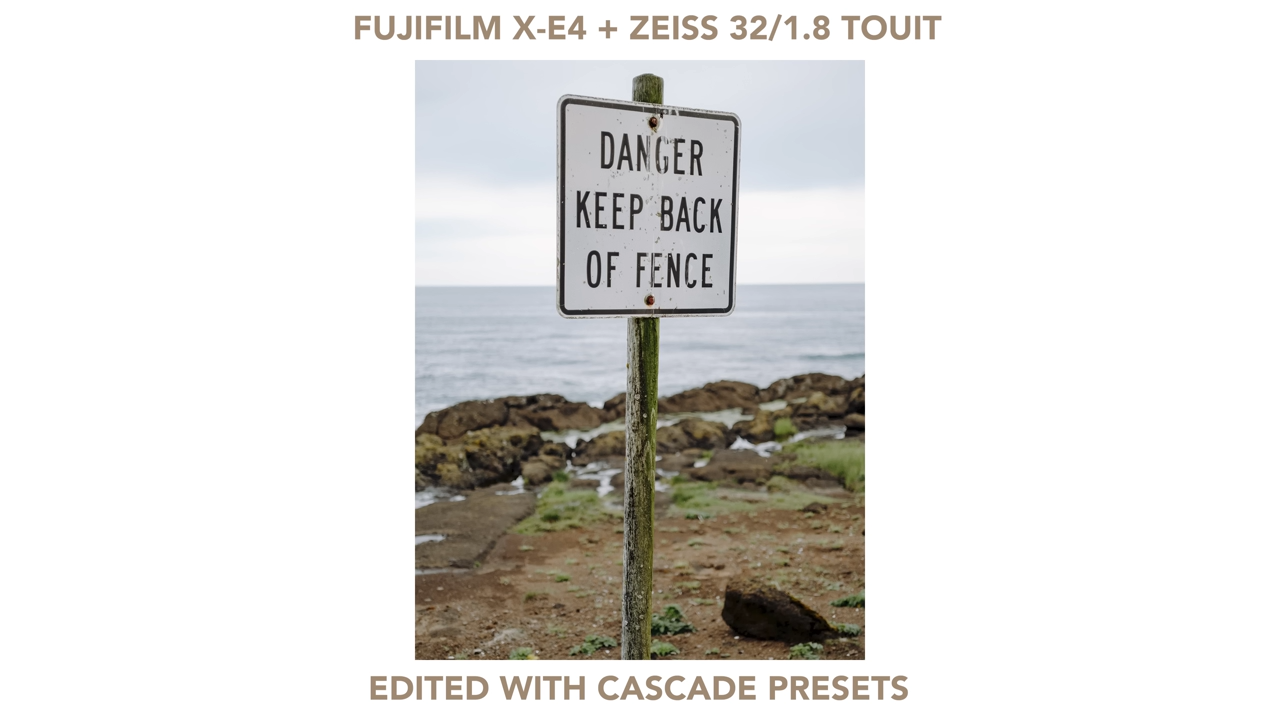 FUJIFILM X-E4 + ZEISS 32/1.8 TOUIT
DANGER
KEEP BACK
OF FENCE
EDITED WITH CASCADE PRESETS